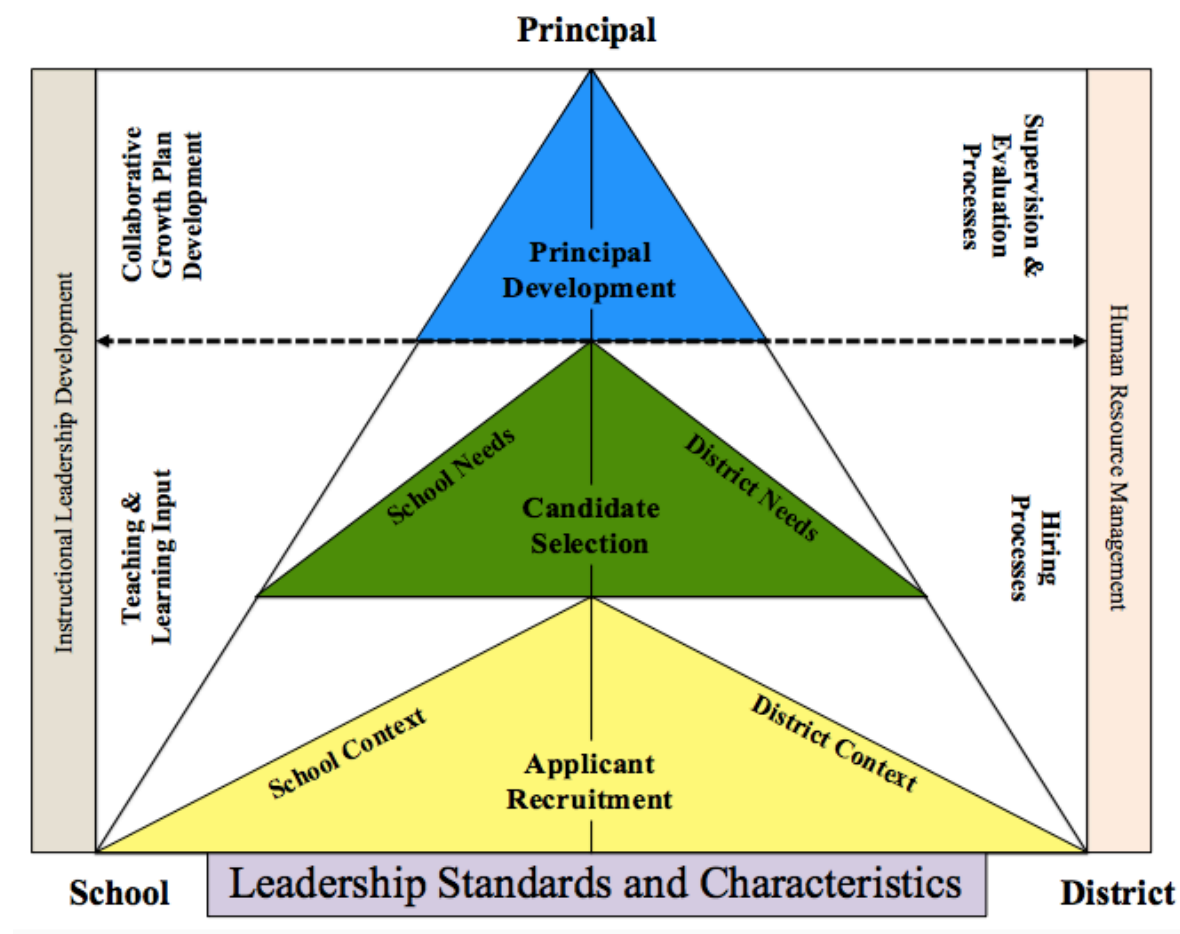 Principal
Collaborative
Growth Plan
Development
Supervision &
Evaluation
Processes
Principal
Development
Instructional Leadership Development
Human Resource Management
School Needs
District Needs
Candidate
Selection
Teaching &
Learning Input
Hiring
Processes
School Context
District Context
Applicant
Recruitment
School
Leadership Standards and Characteristics
District